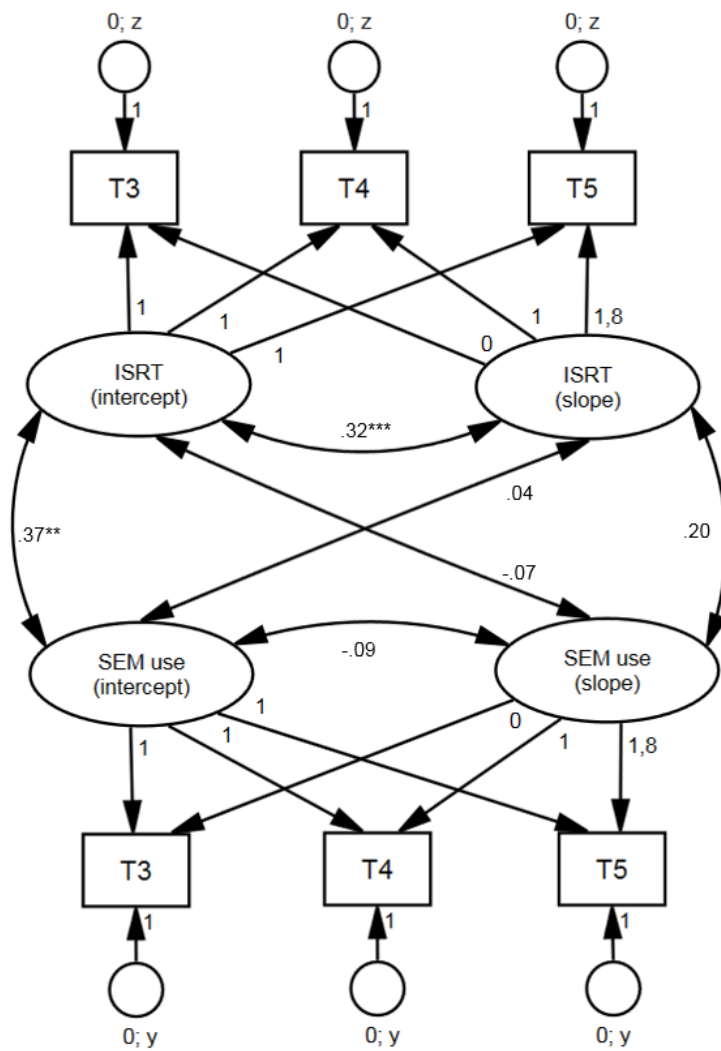 0; z 0; z 0; z
1 1 1
T3 T4 T5
1 1 1 0 1 1,8
ISRT
(intercept)
ISRT
(slope)
.32***
.04
.37** .20
-.07
-.09
SEM use
(intercept)
SEM use
(slope)
1 1 1 0 1 1,8
T3 T4 T5
1 1 1
0; y 0; y 0; y